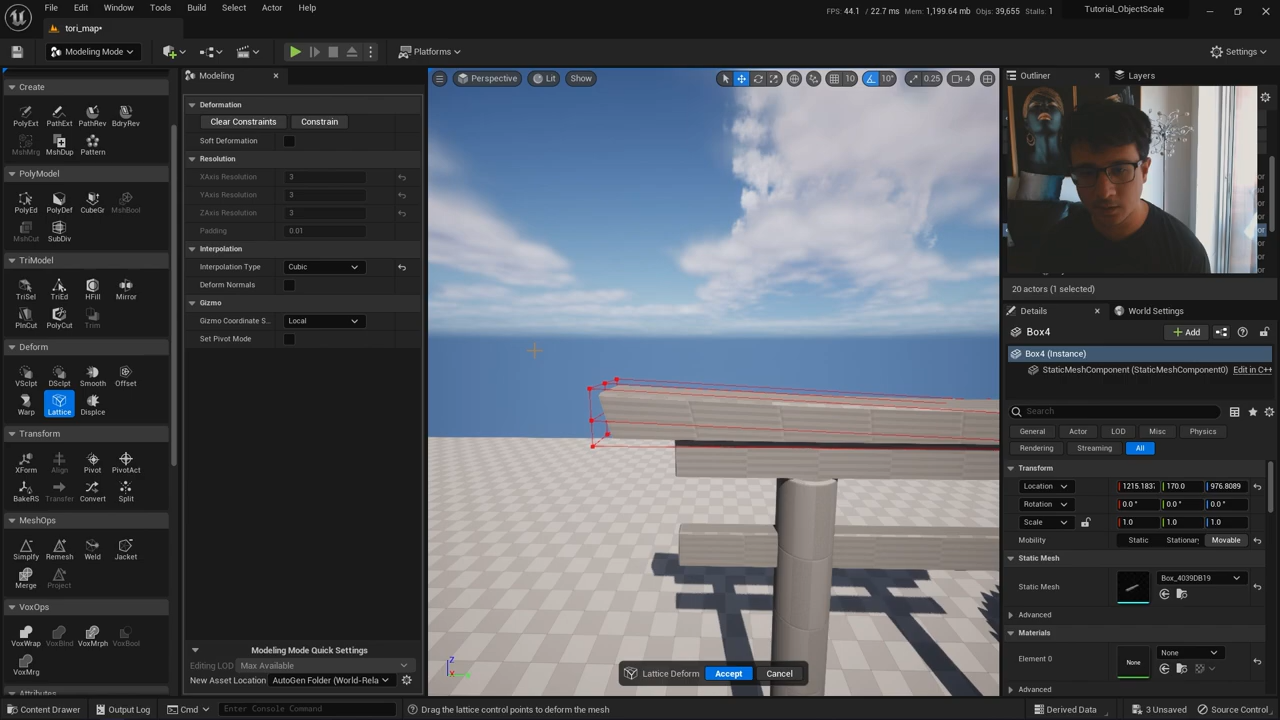 File Edit Window Tools Build Select Actor Help
FPS: 44.1 / 22.7 ms Mem: 1,199.64 mb Objs: 39,655 Stalls: 1
Tutorial_ObjectScale
tori_map•
Modeling Mode
Platforms
Settings
Create
PolyExt PathExt PathRev BdryRev
MshMrg MshDup Pattern
PolyModel
PolyEd PolyDef CubeGr MshBool
MshCut SubDiv
TriModel
TriSel TriEd HFill Mirror
PlnCut PolyCut Trim
Deform
VSclpt DSclpt Smooth Offset
Warp Lattice Displce
Transform
XForm Align Pivot PivotAct
BakeRS Transfer Convert Split
MeshOps
Simplfy Remesh Weld Jacket
Merge Project
VoxOps
VoxWrap VoxBlnd VoxMrph VoxBool
VoxMrg
Attributes
Modeling
Deformation
Clear Constraints Constrain
Soft Deformation
Resolution
XAxis Resolution 3
YAxis Resolution 3
ZAxis Resolution 3
Padding 0.01
Interpolation
Interpolation Type Cubic
Deform Normals
Gizmo
Gizmo Coordinate S... Local
Set Pivot Mode
Modeling Mode Quick Settings
Editing LOD Max Available
New Asset Location AutoGen Folder (World-Rela
Perspective Lit Show
10 10° 0.25 4
Z
Lattice Deform Accept Cancel
Outliner Layers
20 actors (1 selected)
Details World Settings
Box4 Add
Box4 (Instance)
StaticMeshComponent (StaticMeshComponent0) Edit in C++
Search
General Actor LOD Misc Physics
Rendering Streaming All
Transform
Location 1215.1837 170.0 976.8089
Rotation 0.0 ° 0.0 ° 0.0 °
Scale 1.0 1.0 1.0
Mobility Static Stationary Movable
Static Mesh
Static Mesh Box_4039DB19
Advanced
Materials
Element 0 None None
Advanced
Content Drawer Output Log Cmd Enter Console Command Drag the lattice control points to deform the mesh Derived Data 3 Unsaved Source Control